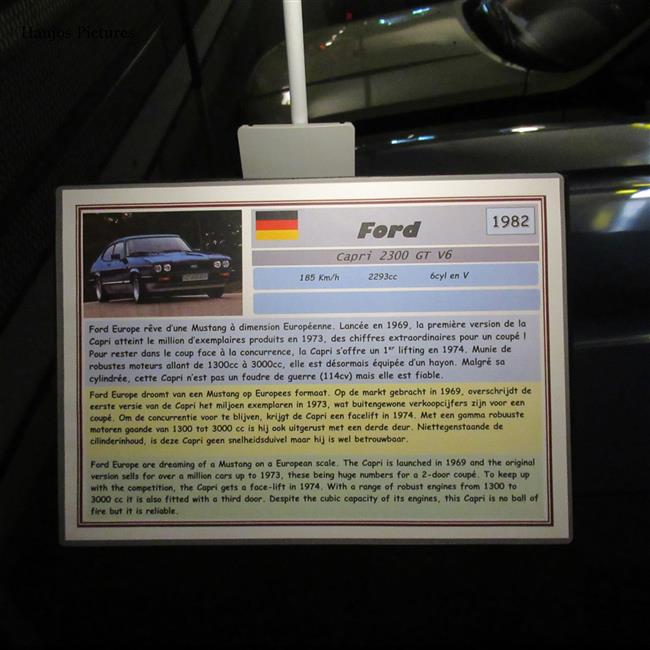 Hanjos Pictures
Ford
1982
Capri 2300 GT V6
185 Km/h 2293cc 6cyl en V
Ford Europe rêve d'une Mustang à dimension Européenne. Lancée en 1969, la première version de la
Capri atteint le million d'exemplaires produits en 1973, des chiffres extraordinaires pour un coupé !
Pour rester dans le coup face à la concurrence, la Capri s'offre un 1er lifting en 1974. Munie de
robustes moteurs allant de 1300cc à 3000cc, elle est désormais équipée d'un hayon. Malgré sa
cylindrée, cette Capri n'est pas un foudre de guerre (114cv) mais elle est fiable.
Ford Europe droomt van een Mustang op Europees formaat. Op de markt gebracht in 1969, overschrijdt de
eerste versie van de Capri het miljoen exemplaren in 1973, wat buitengewone verkoopcijfers zijn voor een
coupé. Om de concurrentie voor te blijven, krijgt de Capri een facelift in 1974. Met een gamma robuuste
motoren gaande van 1300 tot 3000 cc is hij ook uitgerust met een derde deur. Niettegenstaande de
cilinderinhoud, is deze Capri geen snelheidsduivel maar hij is wel betrouwbaar.
Ford Europe are dreaming of a Mustang on a European scale. The Capri is launched in 1969 and the original
version sells for over a million cars up to 1973, these being huge numbers for a 2-door coupé. To keep up
with the competition, the Capri gets a face-lift in 1974. With a range of robust engines from 1300 to
3000 cc it is also fitted with a third door. Despite the cubic capacity of its engines, this Capri is no ball of
fire but it is reliable.